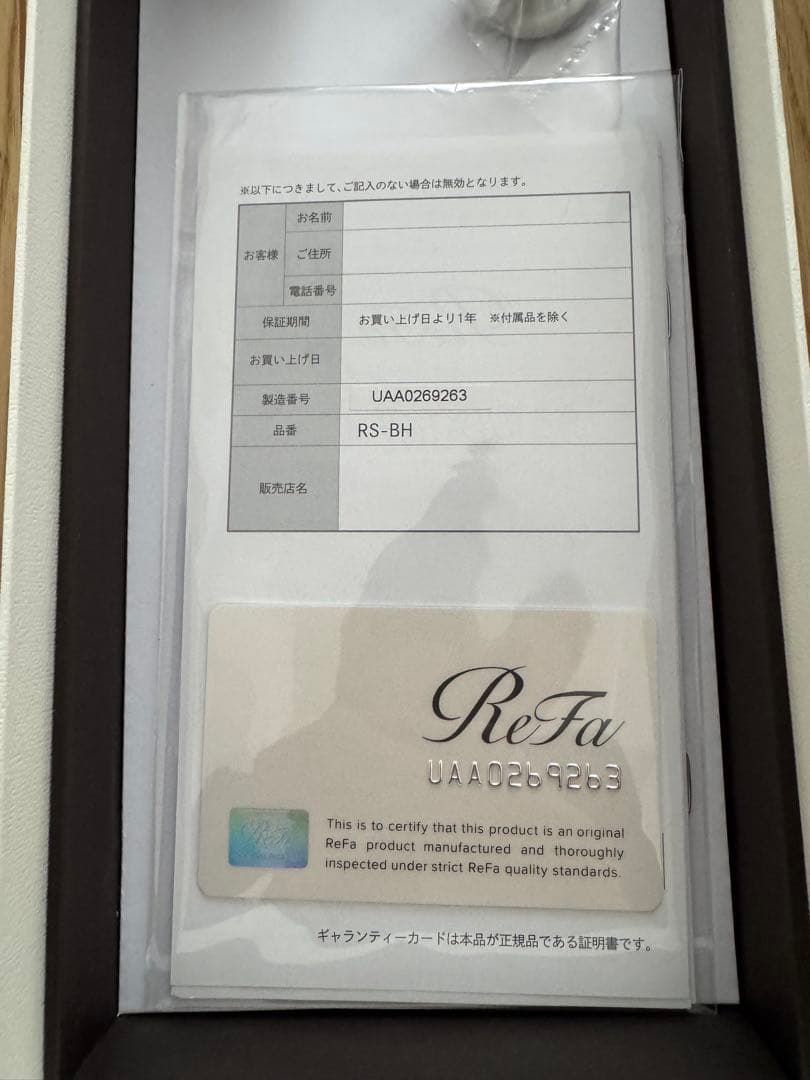 ※以下につきまして、ご記入のない場合は無効となります。
お客様
お名前
ご住所
電話番号
保証期間 お買い上げ日より1年 ※付属品を除く
お買い上げ日
製造番号 UAA0269263
品番 RS-BH
販売店名
ReFa
UAA0269263
ReFa
This is to certify that this product is an original
ReFa product manufactured and thoroughly
inspected under strict ReFa quality standards.
ギャランティーカードは本品が正規品である証明書です。